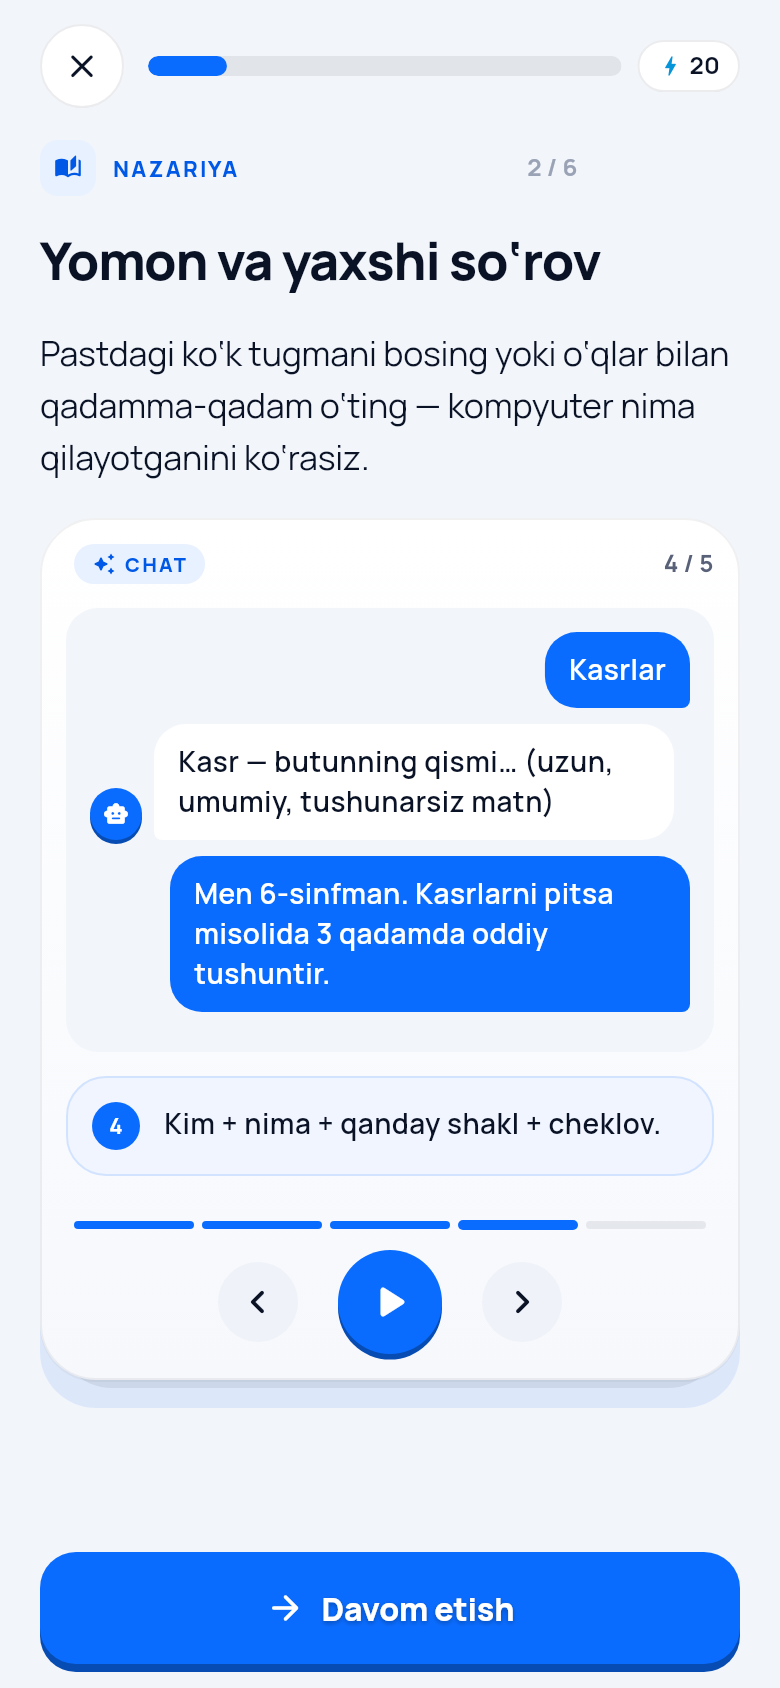 20
NAZARIYA
2 / 6
Yomon va yaxshi soʻrov
Pastdagi koʻk tugmani bosing yoki oʻqlar bilan
qadamma-qadam oʻting — kompyuter nima
qilayotganini koʻrasiz.
CHAT
4 / 5
Kasrlar
Kasr — butunning qismi… (uzun,
umumiy, tushunarsiz matn)
Men 6-sinfman. Kasrlarni pitsa
misolida 3 qadamda oddiy
tushuntir.
4
Kim + nima + qanday shakl + cheklov.
Davom etish